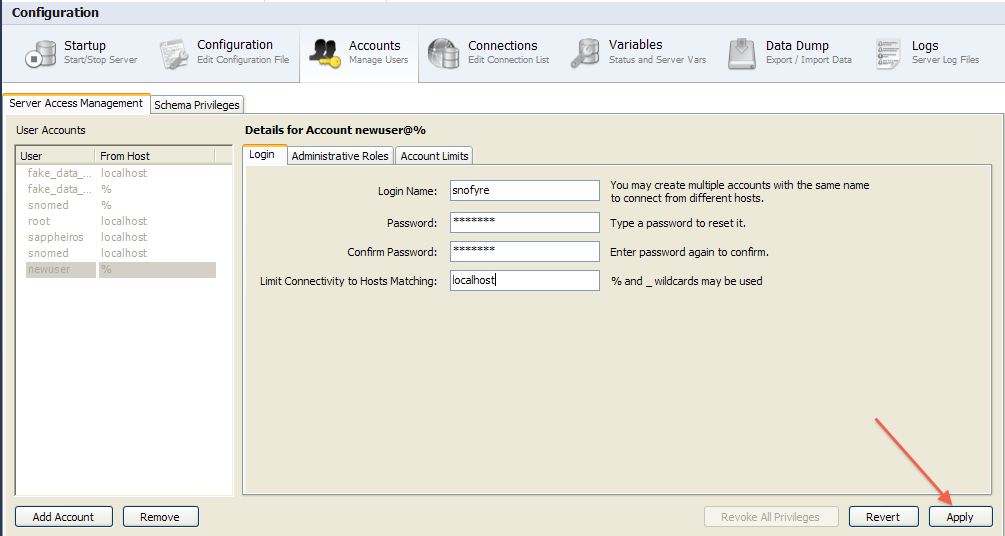 Configuration
Startup
Start/Stop Server
Configuration
Edit Configuration File
Accounts
Manage Users
Connections
Edit Connection List
Variables
Status and Server Vars
Data Dump
Export / Import Data
Logs
Server Log Files
Server Access Management
Schema Privileges
User Accounts
User From Host
fake_data_... localhost
fake_data_... %
snomed %
root localhost
sappheiros localhost
snomed localhost
newuser %
Details for Account newuser@%
Login Administrative Roles Account Limits
Login Name: snofyre You may create multiple accounts with the same name
to connect from different hosts.
Password: ******* Type a password to reset it.
Confirm Password: ******* Enter password again to confirm.
Limit Connectivity to Hosts Matching: localhost % and _ wildcards may be used
Add Account Remove Revoke All Privileges Revert Apply